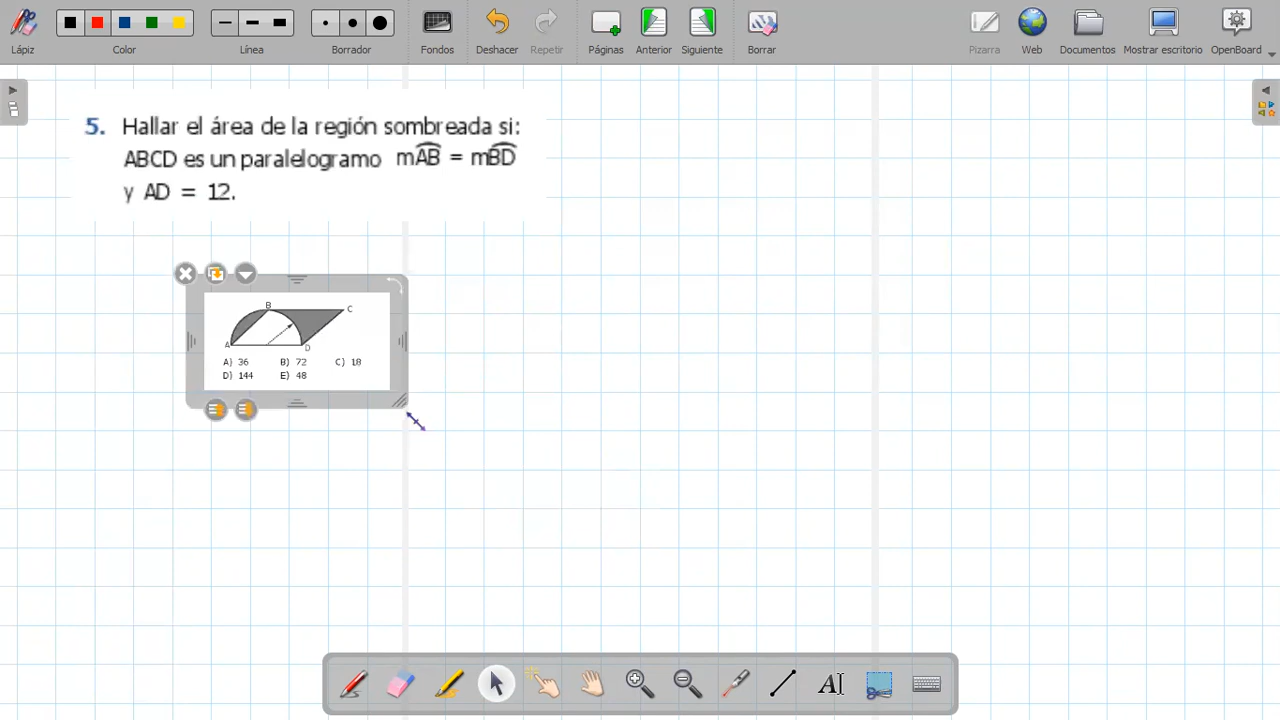 Lápiz
Color
Línea
Borrador
Fondos
Deshacer
Repetir
Páginas
Anterior
Siguiente
Borrar
Pizarra
Web
Documentos
Mostrar escritorio
OpenBoard
5. Hallar el área de la región sombreada si:
ABCD es un paralelogramo mAB = mBD
y AD = 12.
B
C
A
D
A) 36 B) 72 C) 18
D) 144 E) 48